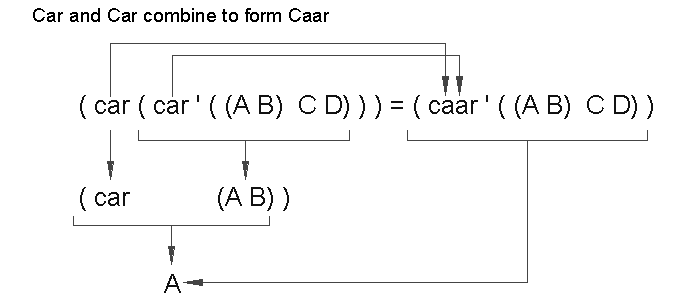 Car and Car combine to form Caar
( car ( car ' ( (A B)  C D) ) ) = ( caar ' ( (A B)  C D) )
( car (A B) )
A